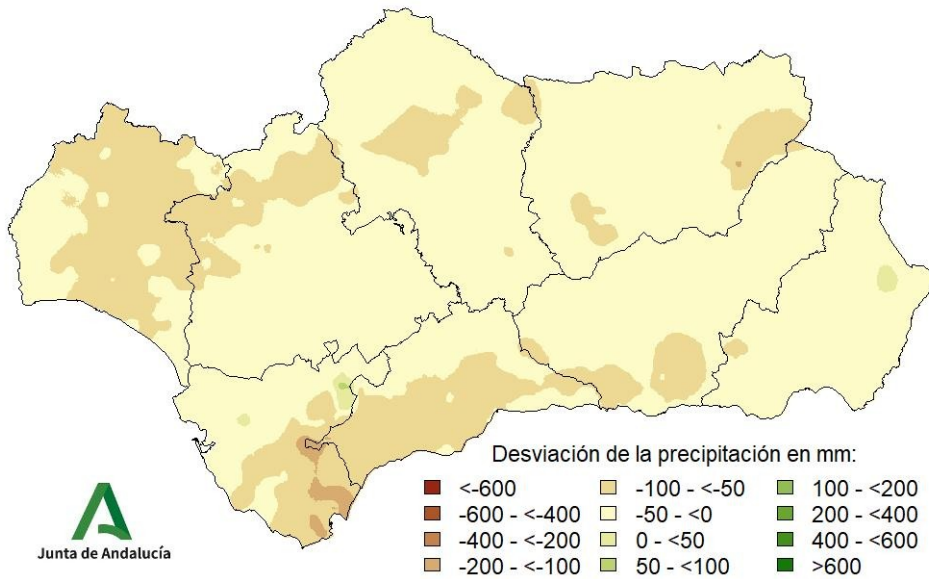 Desviación de la precipitación en mm:
<-600
-600 - <-400
-400 - <-200
-200 - <-100
-100 - <-50
-50 - <0
0 - <50
50 - <100
100 - <200
200 - <400
400 - <600
>600
Junta de Andalucía